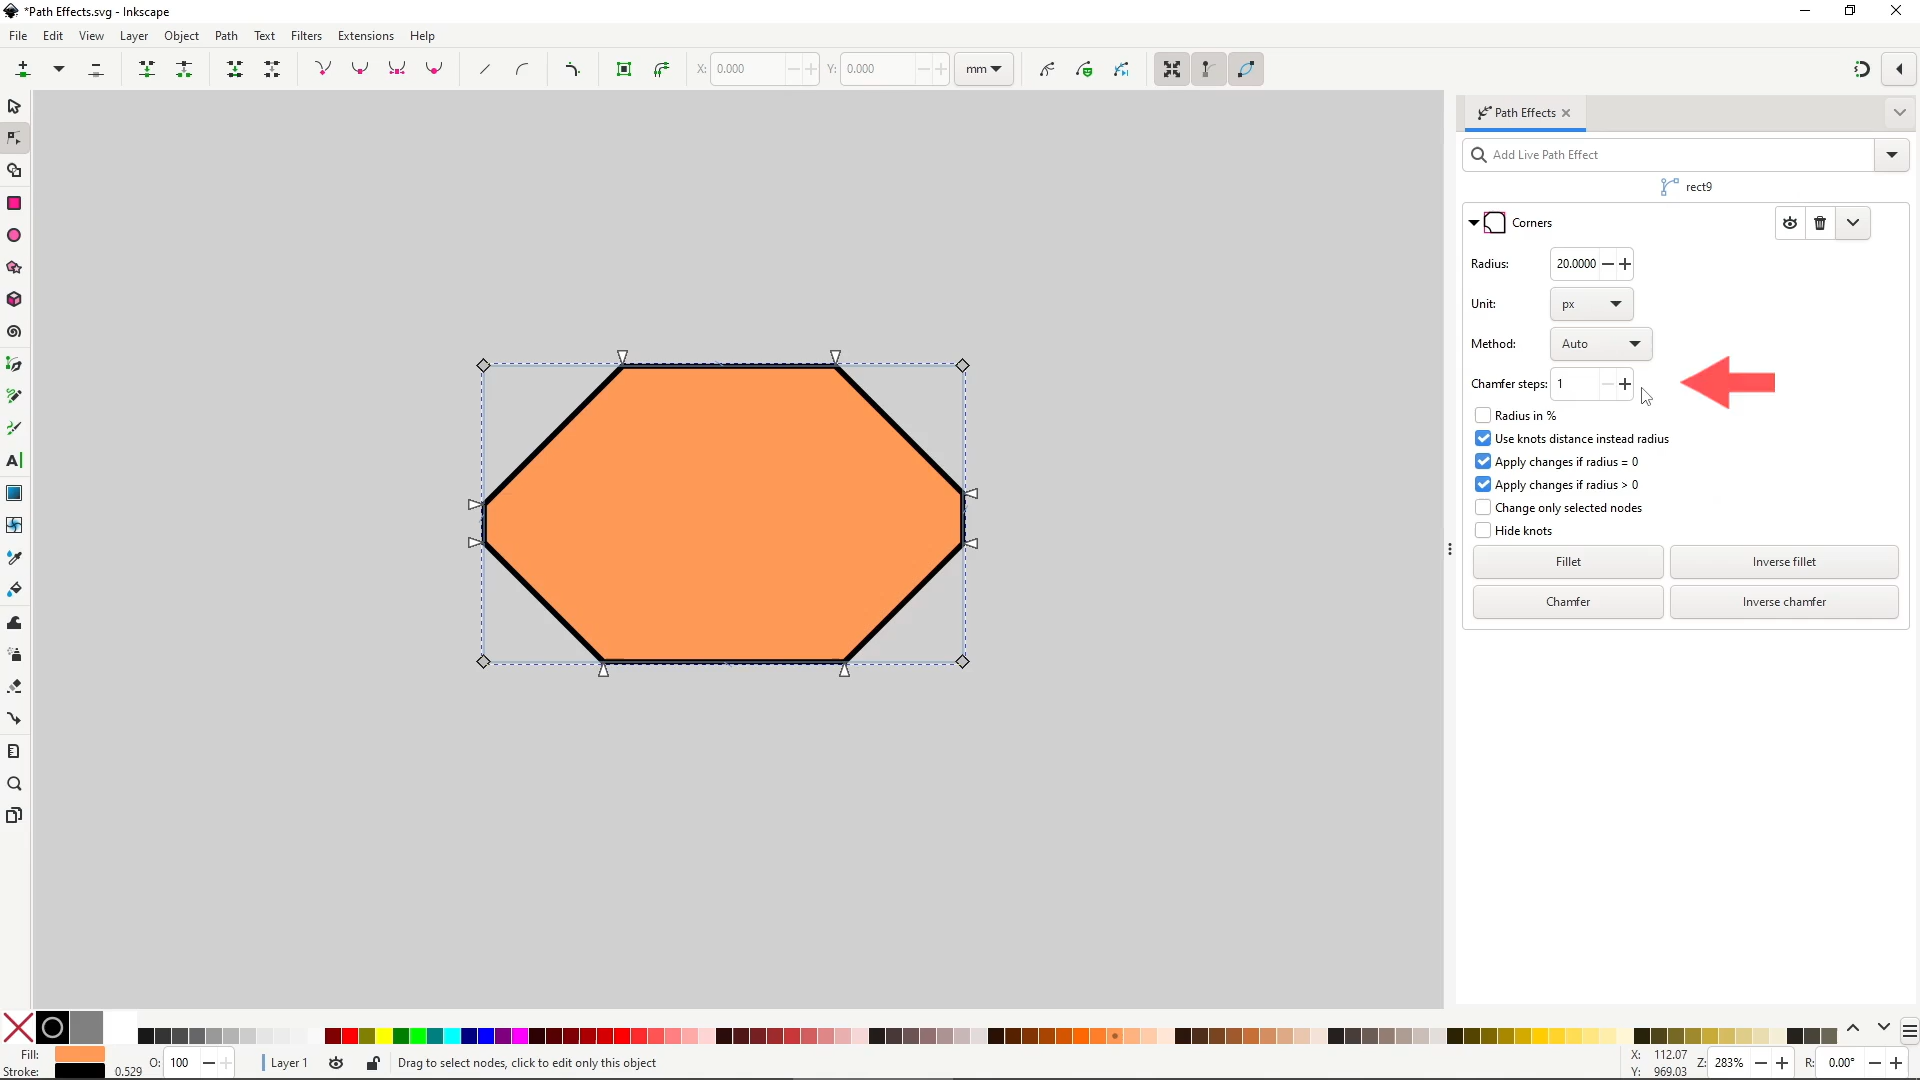 *Path Effects.svg - Inkscape
File Edit View Layer Object Path Text Filters Extensions Help
X: 0.000 Y: 0.000 mm
Path Effects
Add Live Path Effect
rect9
Corners
Radius: 20.0000
Unit: px
Method: Auto
Chamfer steps: 1
Radius in %
Use knots distance instead radius
Apply changes if radius = 0
Apply changes if radius > 0
Change only selected nodes
Hide knots
Fillet Inverse fillet
Chamfer Inverse chamfer
Fill: O: 100 Layer 1 Drag to select nodes, click to edit only this object X: 112.07 Z: 283% R: 0.00°
Stroke: 0.529 Y: 969.03